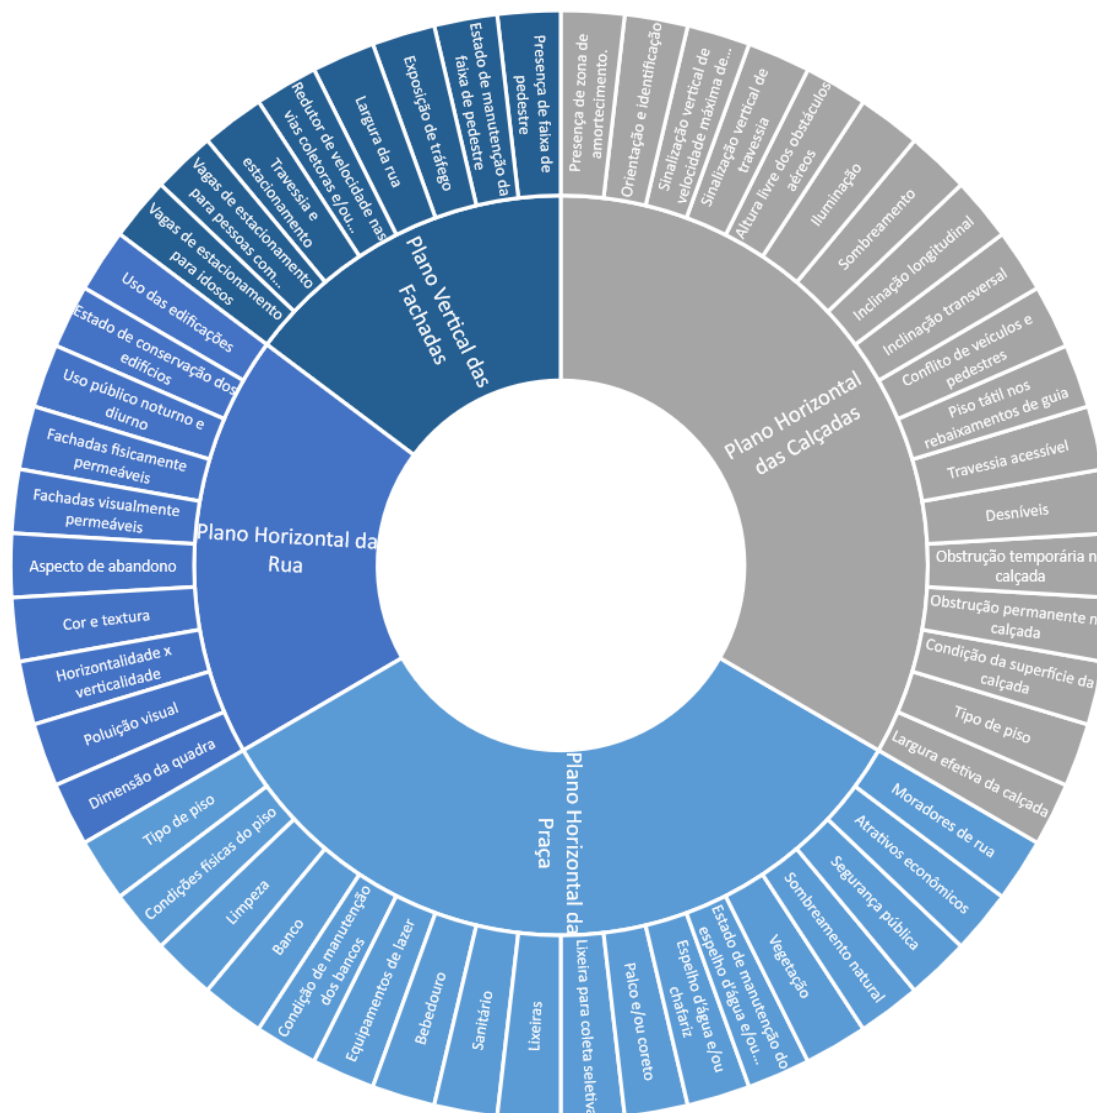 Presença de zona de
amortecimento.
Orientação e identificação
Sinalização vertical de
velocidade máxima de...
Sinalização vertical de
travessia
Altura livre dos obstáculos
aéreos
Iluminação
Sombreamento
Inclinação longitudinal
Inclinação transversal
Conflito de veículos e
pedestres
Piso tátil nos
rebaixamentos de guia
Travessia acessível
Desníveis
Obstrução temporária n
calçada
Obstrução permanente n
calçada
Condição da superfície da
calçada
Tipo de piso
Largura efetiva da calçada
Plano Horizontal
das Calçadas
Moradores de rua
Atrativos econômicos
Segurança pública
Sombreamento natural
Vegetação
Estado de manutenção do
espelho d'água e/ou...
Espelho d'água e/ou
chafariz
Palco e/ou coreto
Lixeira para coleta seletiva
Lixeiras
Sanitário
Bebedouro
Equipamentos de lazer
Condição de manutenção
dos bancos
Banco
Limpeza
Condições físicas do piso
Tipo de piso
Plano Horizontal da
Praça
Dimensão da quadra
Poluição visual
Horizontalidade x
verticalidade
Cor e textura
Aspecto de abandono
Fachadas visualmente
permeáveis
Fachadas fisicamente
permeáveis
Uso público noturno e
diurno
Estado de conservação dos
edifícios
Uso das edificações
Plano Horizontal da
Rua
Vagas de estacionamento
para idosos
Vagas de estacionamento
para pessoas com...
Travessia e
estacionamento
Redutor de velocidade nas
vias coletoras e/ou...
Largura da rua
Exposição de tráfego
Estado de manutenção da
faixa de pedestre
Presença de faixa de
pedestre
Plano Vertical das
Fachadas